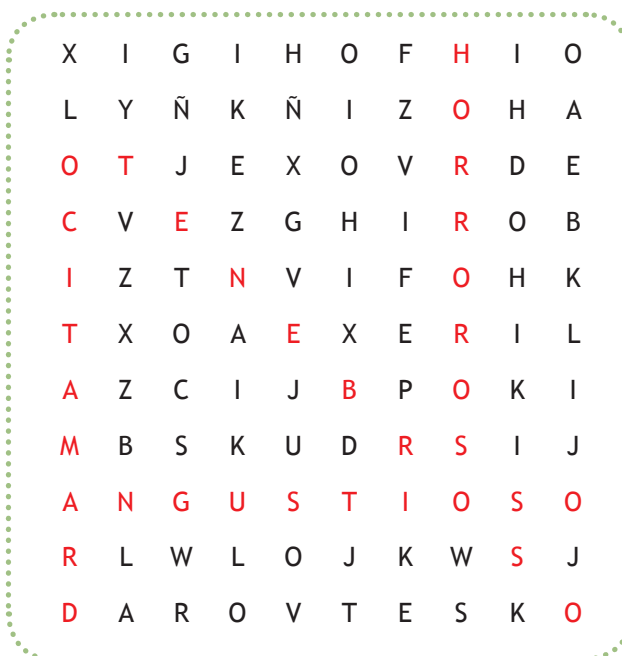 X I G I H O F H I O
L Y Ñ K Ñ I Z O H A
O T J E X O V R D E
C V E Z G H I R O B
I Z T N V I F O H K
T X O A E X E R I L
A Z C I J B P O K I
M B S K U D R S I J
A N G U S T I O S O
R L W L O J K W S J
D A R O V T E S K O